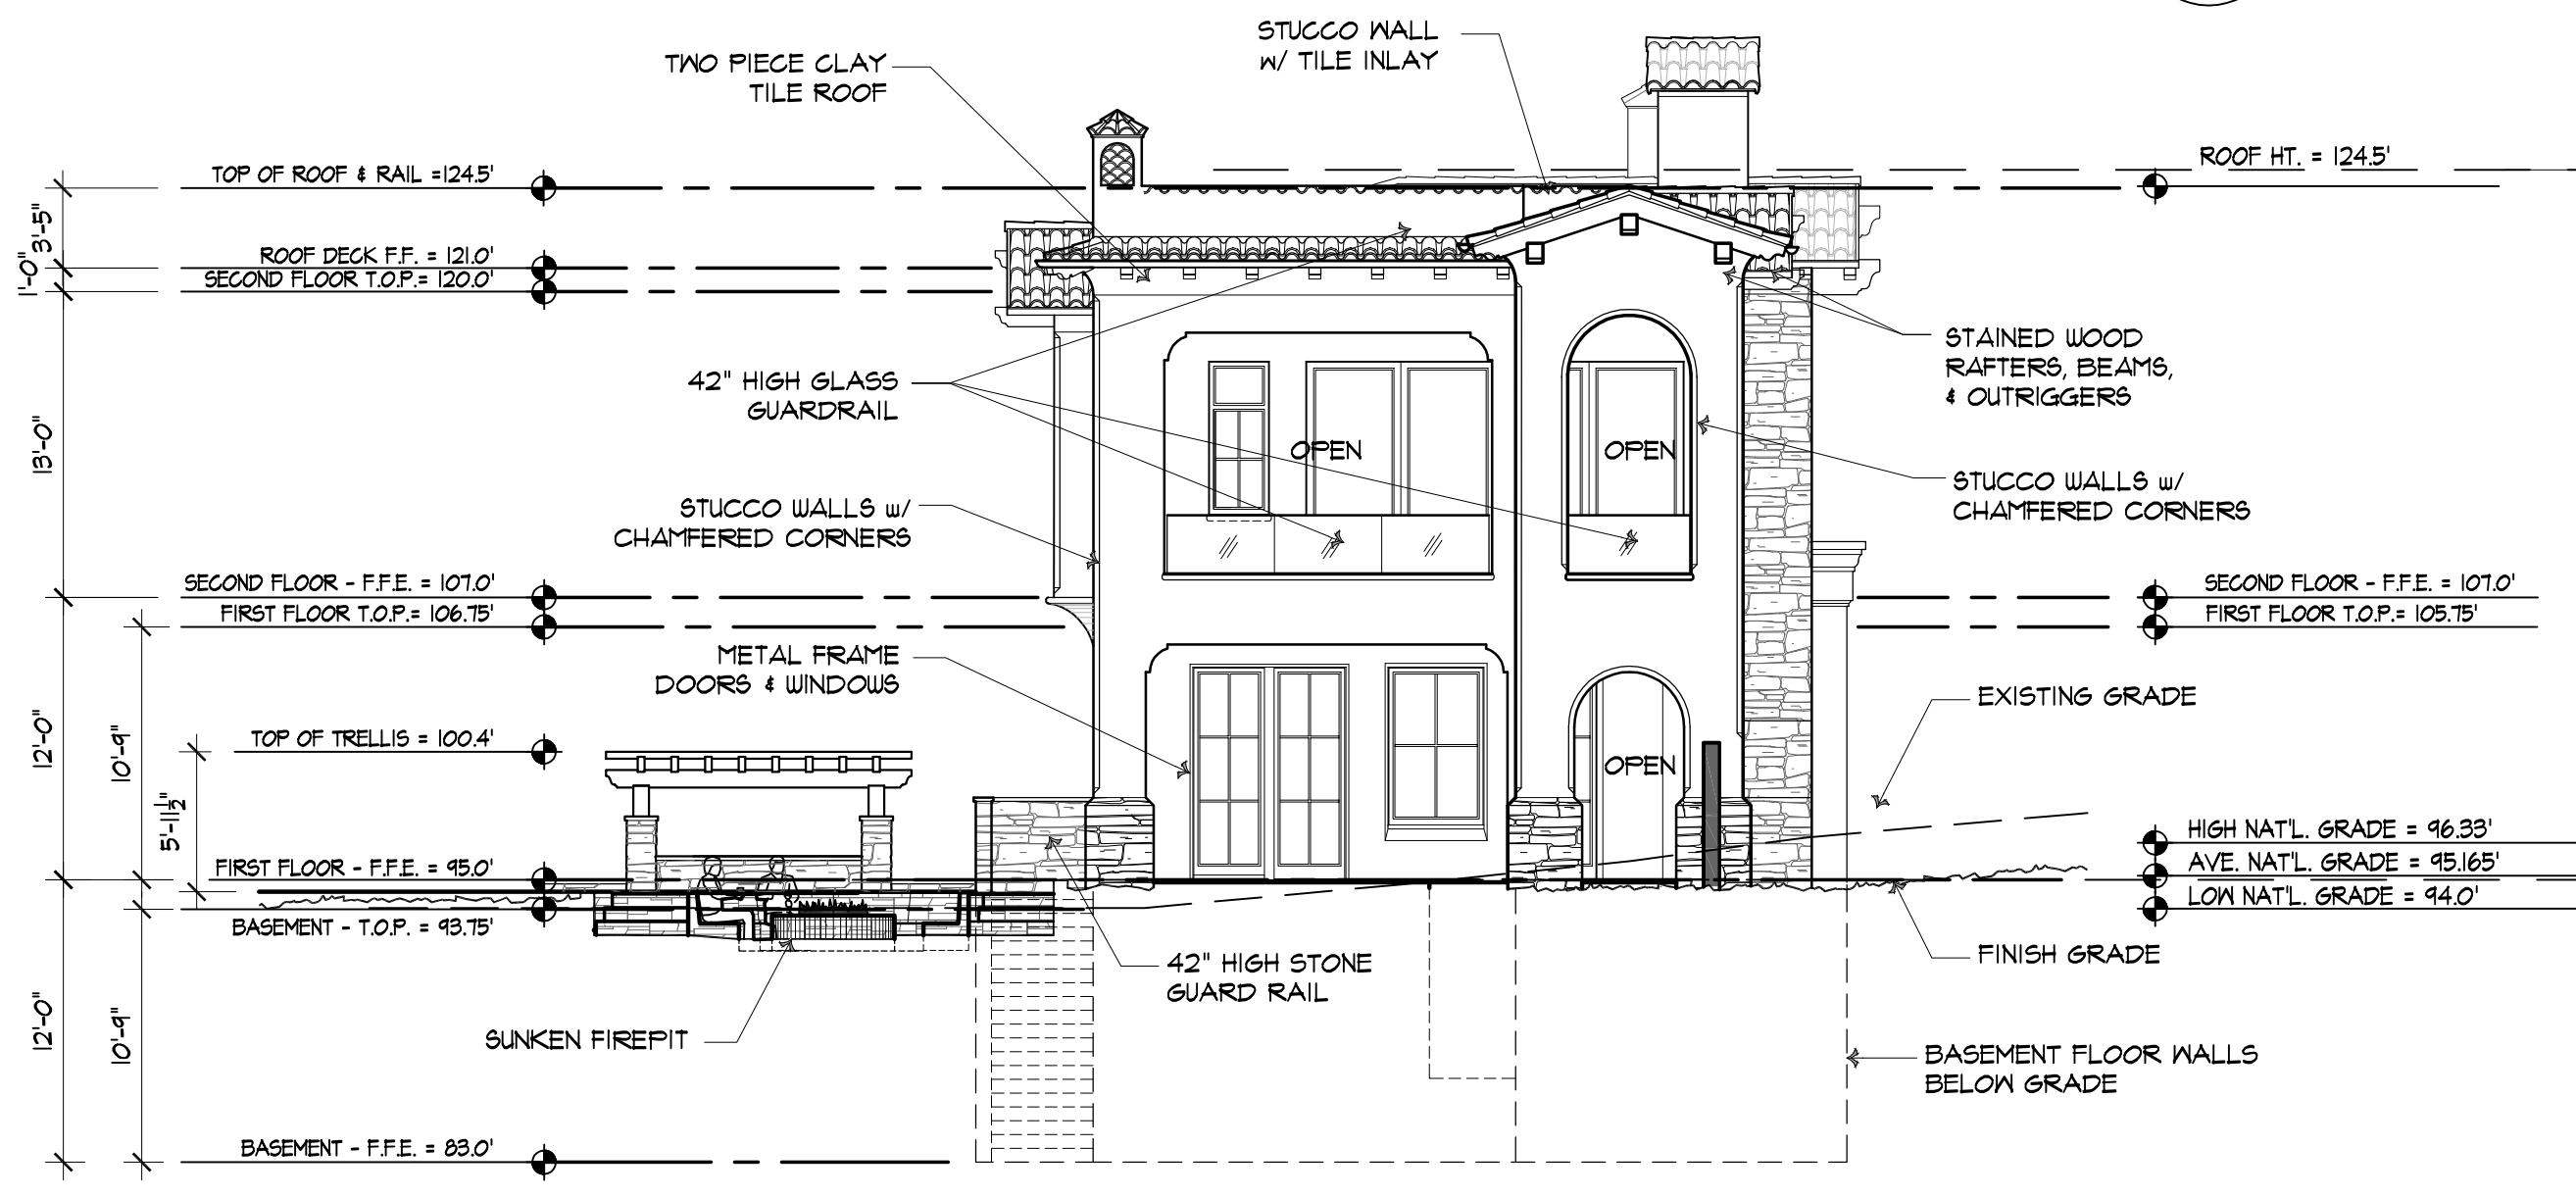 STUCCO WALL
w/ TILE INLAY
TWO PIECE CLAY
TILE ROOF
TOP OF ROOF & RAIL =124.5'
ROOF HT. = 124.5'
3'-5"
ROOF DECK F.F. = 121.0'
1'-0"
SECOND FLOOR T.O.P.= 120.0'
STAINED WOOD
RAFTERS, BEAMS,
& OUTRIGGERS
42" HIGH GLASS
GUARDRAIL
13'-0"
OPEN
OPEN
STUCCO WALLS w/
CHAMFERED CORNERS
STUCCO WALLS w/
CHAMFERED CORNERS
SECOND FLOOR - F.F.E. = 107.0'
SECOND FLOOR - F.F.E. = 107.0'
FIRST FLOOR T.O.P.= 106.75'
FIRST FLOOR T.O.P.= 105.75'
METAL FRAME
DOORS & WINDOWS
EXISTING GRADE
12'-0"
10'-9"
TOP OF TRELLIS = 100.4'
OPEN
5'-11 1/2"
HIGH NAT'L. GRADE = 96.33'
FIRST FLOOR - F.F.E. = 95.0'
AVE. NAT'L. GRADE = 95.165'
LOW NAT'L. GRADE = 94.0'
BASEMENT - T.O.P. = 93.75'
FINISH GRADE
42" HIGH STONE
GUARD RAIL
12'-0"
10'-9"
SUNKEN FIREPIT
BASEMENT FLOOR WALLS
BELOW GRADE
BASEMENT - F.F.E. = 83.0'